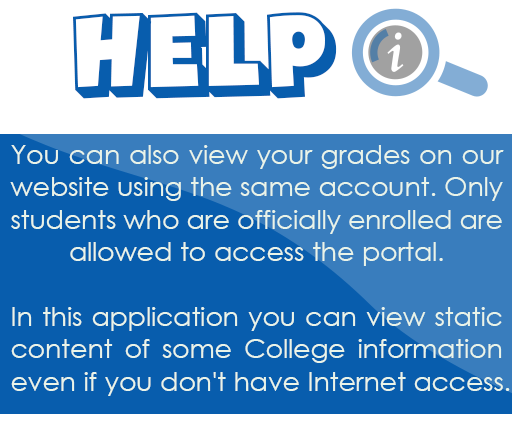 HELP
i
You can also view your grades on our
website using the same account. Only
students who are officially enrolled are
allowed to access the portal.
In this application you can view static
content of some College information
even if you don't have Internet access.